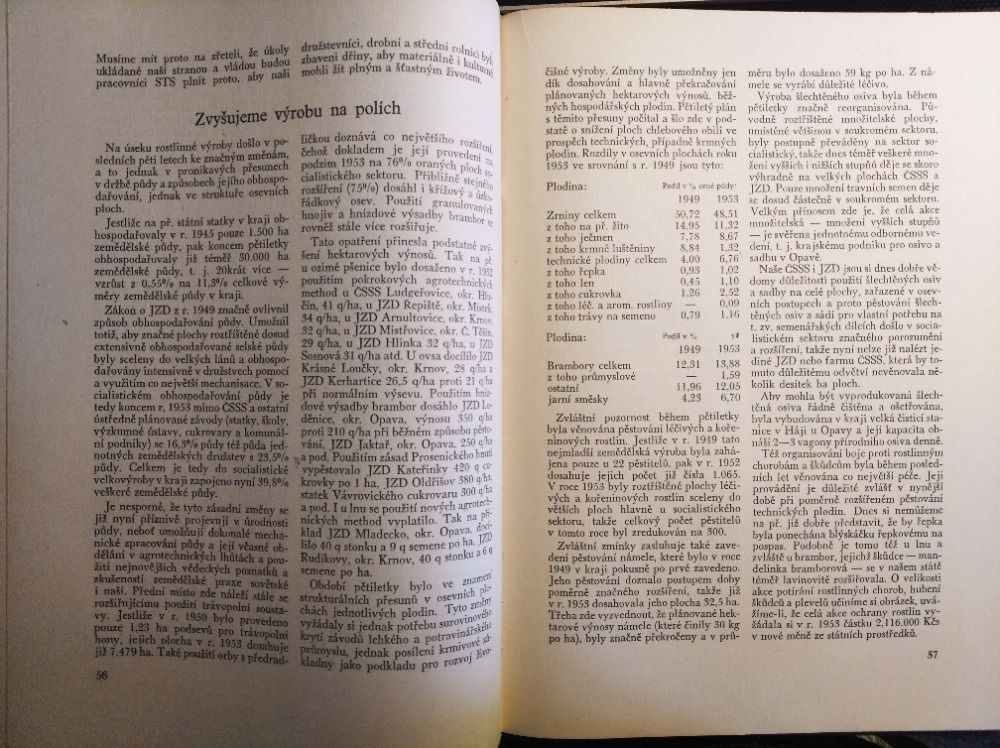 Musíme mít proto na zřeteli, že úkoly
ukládané naší stranou a vládou budou
pracovníci STS plnit proto, aby naši
družstevníci, drobní a střední rolníci byli
zbaveni dřiny, aby materiálně i kulturně
mohli žít plným a šťastným životem.
Zvyšujeme výrobu na polích
Na úseku rostlinné výroby došlo v po-
sledních pěti letech ke značným změnám,
a to jednak v pronikavých přesunech
v držbě půdy a způsobech jejího obhospo-
dařování, jednak ve struktuře osevních
ploch.
Jestliže na př. státní statky v kraji ob-
hospodařovaly v r. 1945 pouze 1.500 ha
zemědělské půdy, pak koncem pětiletky
obhospodařovaly již téměř 30.000 ha
zemědělské půdy, t. j. 20krát více —
vzrůst z 0,55% na 11,3% celkové vý-
měry zemědělské půdy v kraji.
Zákon o JZD z r. 1949 značně ovlivnil
způsob obhospodařování půdy. Umožnil
totiž, aby značné plochy roztříštěné dosud
extensivně obhospodařované selské půdy
byly sceleny do velkých lánů a obhospo-
dařovány intensivně v družstvech pomocí
a využitím co největší mechanisace. V so-
cialistickém obhospodařování půdy je
tedy koncem r. 1953 mimo ČSSS a ostatní
ústředně plánované závody (statky, školy,
výzkumné ústavy, cukrovary a komunál-
ní podniky) se 16,3% půdy též půda jed-
notných zemědělských družstev s 23,5%
půdy. Celkem je tedy do socialistické
velkovýroby v kraji zapojeno nyní 39,8%
veškeré zemědělské půdy.
Je nesporné, že tyto zásadní změny se
již nyní příznivě projevují v úrodnosti
půdy, neboť umožňují dokonalé mecha-
nické zpracování půdy a její včasné ob-
dělání v agrotechnických lhůtách a pou-
žití nejnovějších vědeckých poznatků a
zkušeností zemědělské praxe sovětské
i naší. Přední místo zde náleží stále se
rozšiřujícímu použití trávopolní sousta-
vy. Jestliže v r. 1950 bylo provedeno
pouze 1,23 ha podsevů pro trávopolní
hony, jejich plocha v r. 1953 dosahuje
již 7.479 ha. Také použití orby s předrad-
ličkou doznává co největšího rozšíření,
čehož dokladem je její provedení na
podzim 1953 na 76% oraných ploch so-
cialistického sektoru. Přibližně stejného
rozšíření (75%) dosáhl i křížový a úzko-
řádkový osev. Použití granulovaných
hnojiv a hnízdové výsadby brambor se
rovněž stále více rozšiřuje.
Tato opatření přinesla podstatné zvý-
šení hektarových výnosů. Tak na př.
u ozimé pšenice bylo dosaženo v r. 1952
použitím pokrokových agrotechnických
method u ČSSS Ludgeřovice, okr. Hlu-
čín, 41 q/ha, u JZD Řepiště, okr. Místek,
34 q/ha, u JZD Arnultovice, okr. Krnov,
32 q/ha, u JZD Mistřovice, okr. Č. Těšín,
29 q/ha, u JZD Hlinka 32 q/ha, u JZD
Sosnová 31 q/ha atd. U ovsa docílilo JZD
Krásné Loučky, okr. Krnov, 28 q/ha a
JZD Kerhartice 26,5 q/ha proti 21 q/ha
při normálním výsevu. Použitím hníz-
dové výsadby brambor dosáhlo JZD Lo-
děnice, okr. Opava, výnosu 350 q/ha
proti 210 q/ha při běžném způsobu pěsto-
vání, JZD Jaktař, okr. Opava, 250 q/ha
a pod. Použitím zásad Prosenického hnutí
vypěstovalo JZD Kateřinky 420 q cu-
krovky po 1 ha, JZD Oldřišov 380 q/ha,
statek Vávrovického cukrovaru 300 q/ha
a pod. I u lnu se použití nových agrotech-
nických method vyplatilo. Tak na pří-
klad JZD Mladecko, okr. Opava, docí-
lilo 40 q stonku a 9 q semene po ha, JZD
Rudíkovy, okr. Krnov, 40 q stonku a 6 q
semene po ha.
Období pětiletky bylo ve znamení
strukturálních přesunů v osevních plo-
chách jednotlivých plodin. Tyto změny
vyžádaly si jednak potřebu surovinového
krytí závodů lehkého a potravinářského
průmyslu, jednak posílení krmivové zá-
kladny jako podkladu pro rozvoj živo-
56
čišné výroby. Změny byly umožněny jen
dík dosahování a hlavně překračování
plánovaných hektarových výnosů, běž-
ných hospodářských plodin. Pětiletý plán
s těmito přesuny počítal a šlo zde v pod-
statě o snížení ploch chlebového obilí ve
prospěch technických, případně krmných
plodin. Rozdíly v osevních plochách roku
1953 ve srovnání s r. 1949 jsou tyto:
Plodina: Podíl v % orné půdy:
1949 1953
Zrniny celkem 50,72 48,51
z toho na př. žito 14,95 11,32
z toho ječmen 7,78 8,67
z toho krmné luštěniny 8,84 1,32
technické plodiny celkem 4,00 6,76
z toho řepka 0,93 1,02
z toho len 0,45 1,10
z toho cukrovka 1,26 2,52
z toho léč. a arom. rostliny — 0,09
z toho trávy na semeno 0,79 1,16
Plodina: Podíl v %
1949 1953
Brambory celkem 12,31 13,88
z toho průmyslové — 1,59
ostatní 11,96 12,05
jarní směsky 4,23 6,70
Zvláštní pozornost během pětiletky
byla věnována pěstování léčivých a koře-
ninových rostlin. Jestliže v r. 1949 tato
nejmladší zemědělská výroba byla zahá-
jena pouze u 22 pěstitelů, pak v r. 1952
dosahuje jejich počet již čísla 1.065.
V roce 1953 byly roztříštěné plochy léči-
vých a kořeninových rostlin sceleny do
větších ploch hlavně u socialistického
sektoru, takže celkový počet pěstitelů
v tomto roce byl zredukován na 300.
Zvláštní zmínky zasluhuje také zave-
dení pěstování námele, které bylo v roce
1949 v kraji pokusně po prvé zavedeno.
Jeho pěstování doznalo postupem doby
poměrně značného rozšíření, takže již
v r. 1953 dosahovala jeho plocha 32,5 ha.
Třeba zde vyzvednout, že plánované hek-
tarové výnosy námele (které činily 30 kg
po ha), byly značně překročeny a v prů-
měru bylo dosaženo 59 kg po ha. Z ná-
mele se vyrábí důležité léčivo.
Výroba šlechtěného osiva byla během
pětiletky značně reorganisována. Pů-
vodně roztříštěné množitelské plochy,
umístěné většinou v soukromém sektoru,
byly postupně převáděny na sektor so-
cialistický, takže dnes téměř veškeré mno-
žení vyšších i nižších stupňů děje se skoro
výhradně na velkých plochách ČSSS a
JZD. Pouze množení travních semen děje
se dosud částečně v soukromém sektoru.
Velkým přínosem zde je, že celá akce
množitelská — množení vyšších stupňů
— je svěřena jednotnému odbornému ve-
dení, t. j. krajskému podniku pro osivo a
sadbu v Opavě.
Naše ČSSS i JZD jsou si dnes dobře vě-
domy důležitosti použití šlechtěných osiv
a sadby na celé plochy, zařazené v osev-
ních postupech a proto pěstování šlech-
těných osiv a sádí pro vlastní potřebu na
t. zv. semenářských dílcích došlo v socia-
listickém sektoru značného porozumění
a rozšíření, takže nyní nelze již nalézt je-
diné JZD nebo farmu ČSSS, která by to-
muto důležitému odvětví nevěnovala ně-
kolik desítek ha ploch.
Aby mohla být vyprodukovaná šlech-
těná osiva řádně čištěna a ošetřována,
byla vybudována v kraji velká čisticí sta-
nice v Háji u Opavy a její kapacita ob-
náší 2—3 vagony přírodního osiva denně.
Též organisování boje proti rostlinným
chorobám a škůdcům byla během posled-
ních let věnována co největší péče. Její
provádění je důležité zvlášť v nynější
době při poměrně rozšířeném pěstování
technických plodin. Dnes si nemůžeme
na př. již dobře představit, že by řepka
byla ponechána blýskáčkem řepkovému na
pospas. Podobně je tomu též u lnu a
zvláště u brambor, jejichž škůdce — man-
delinka bramborová — se v našem státě
téměř lavinovitě rozšiřovala. O velikosti
akce potírání rostlinných chorob, hubení
škůdců a plevelů učiníme si obrázek, uvá-
žíme-li, že celá akce ochrany rostlin vy-
žádala si v r. 1953 částku 2,116.000 Kčs
v nové měně ze státních prostředků.
57